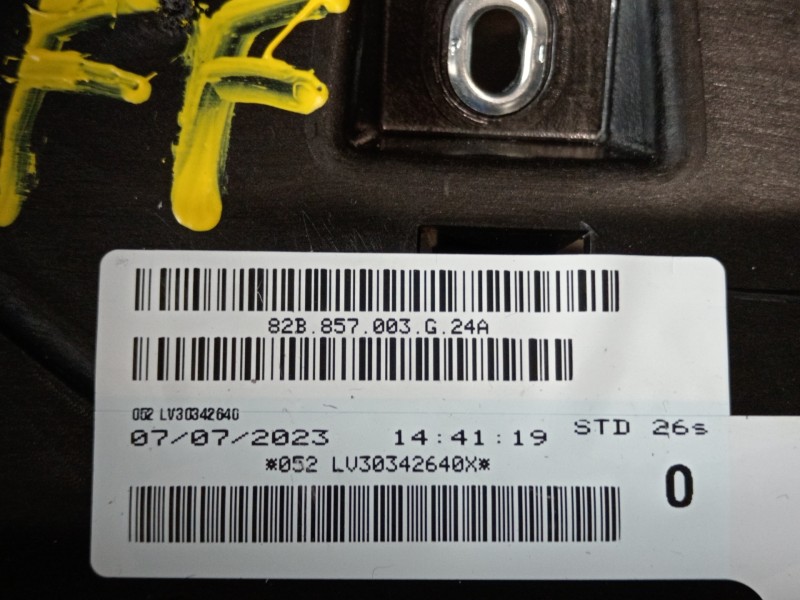 FF
82B.857.003.G.24A
052 LV30342640
07/07/2023 14:41:19 STD 26s
*052 LV30342640X*
0